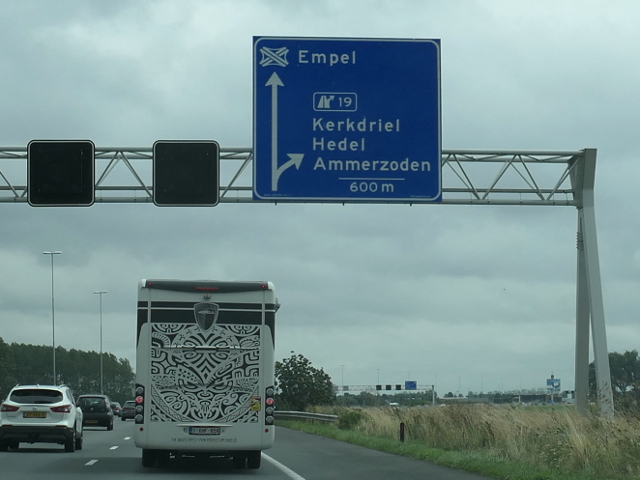 Empel
19
Kerkdriel
Hedel
Ammerzoden
600 m